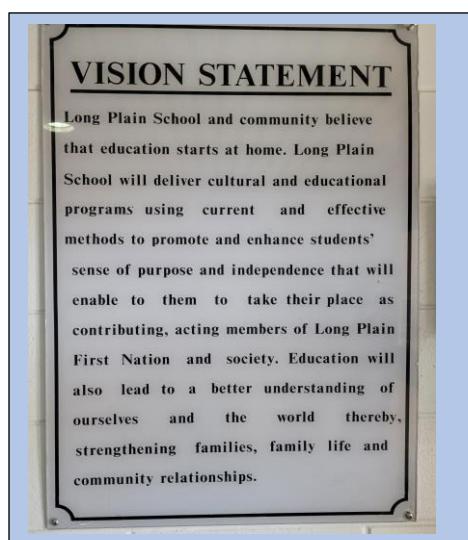 VISION STATEMENT
Long Plain School and community believe
that education starts at home. Long Plain
School will deliver cultural and educational
programs using current and effective
methods to promote and enhance students'
sense of purpose and independence that will
enable to them to take their place as
contributing, acting members of Long Plain
First Nation and society. Education will
also lead to a better understanding of
ourselves and the world thereby,
strengthening families, family life and
community relationships.